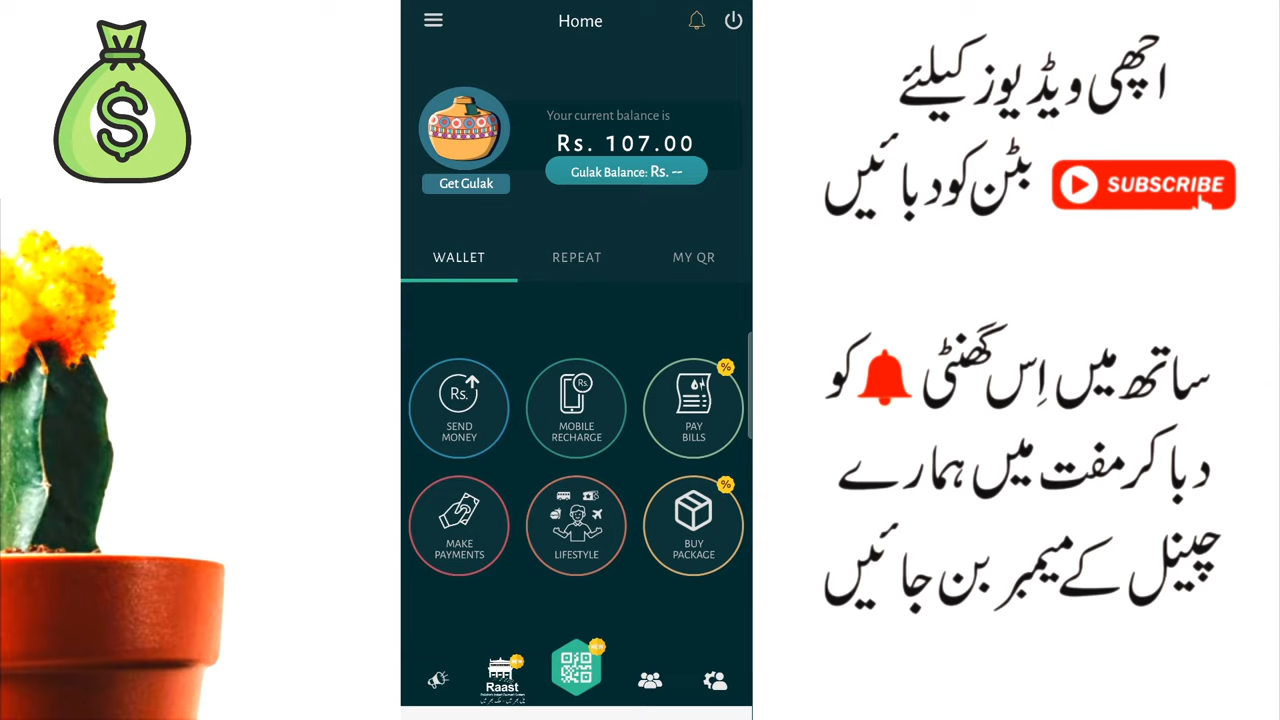 Home
Your current balance is
Rs. 107.00
Gulak Balance: Rs. --
Get Gulak
WALLET REPEAT MY QR
Rs.
SEND
MONEY
Rs.
MOBILE
RECHARGE
%
PAY
BILLS
MAKE
PAYMENTS
LIFESTYLE
%
BUY
PACKAGE
NEW
Raast
NEW
اچھی ویڈیوز کیلئے
SUBSCRIBE بٹن کو دبائیں
ساتھ میں اِس گھنٹی کو
دبا کر مفت میں ہمارے
چینل کے میمبر بن جائیں